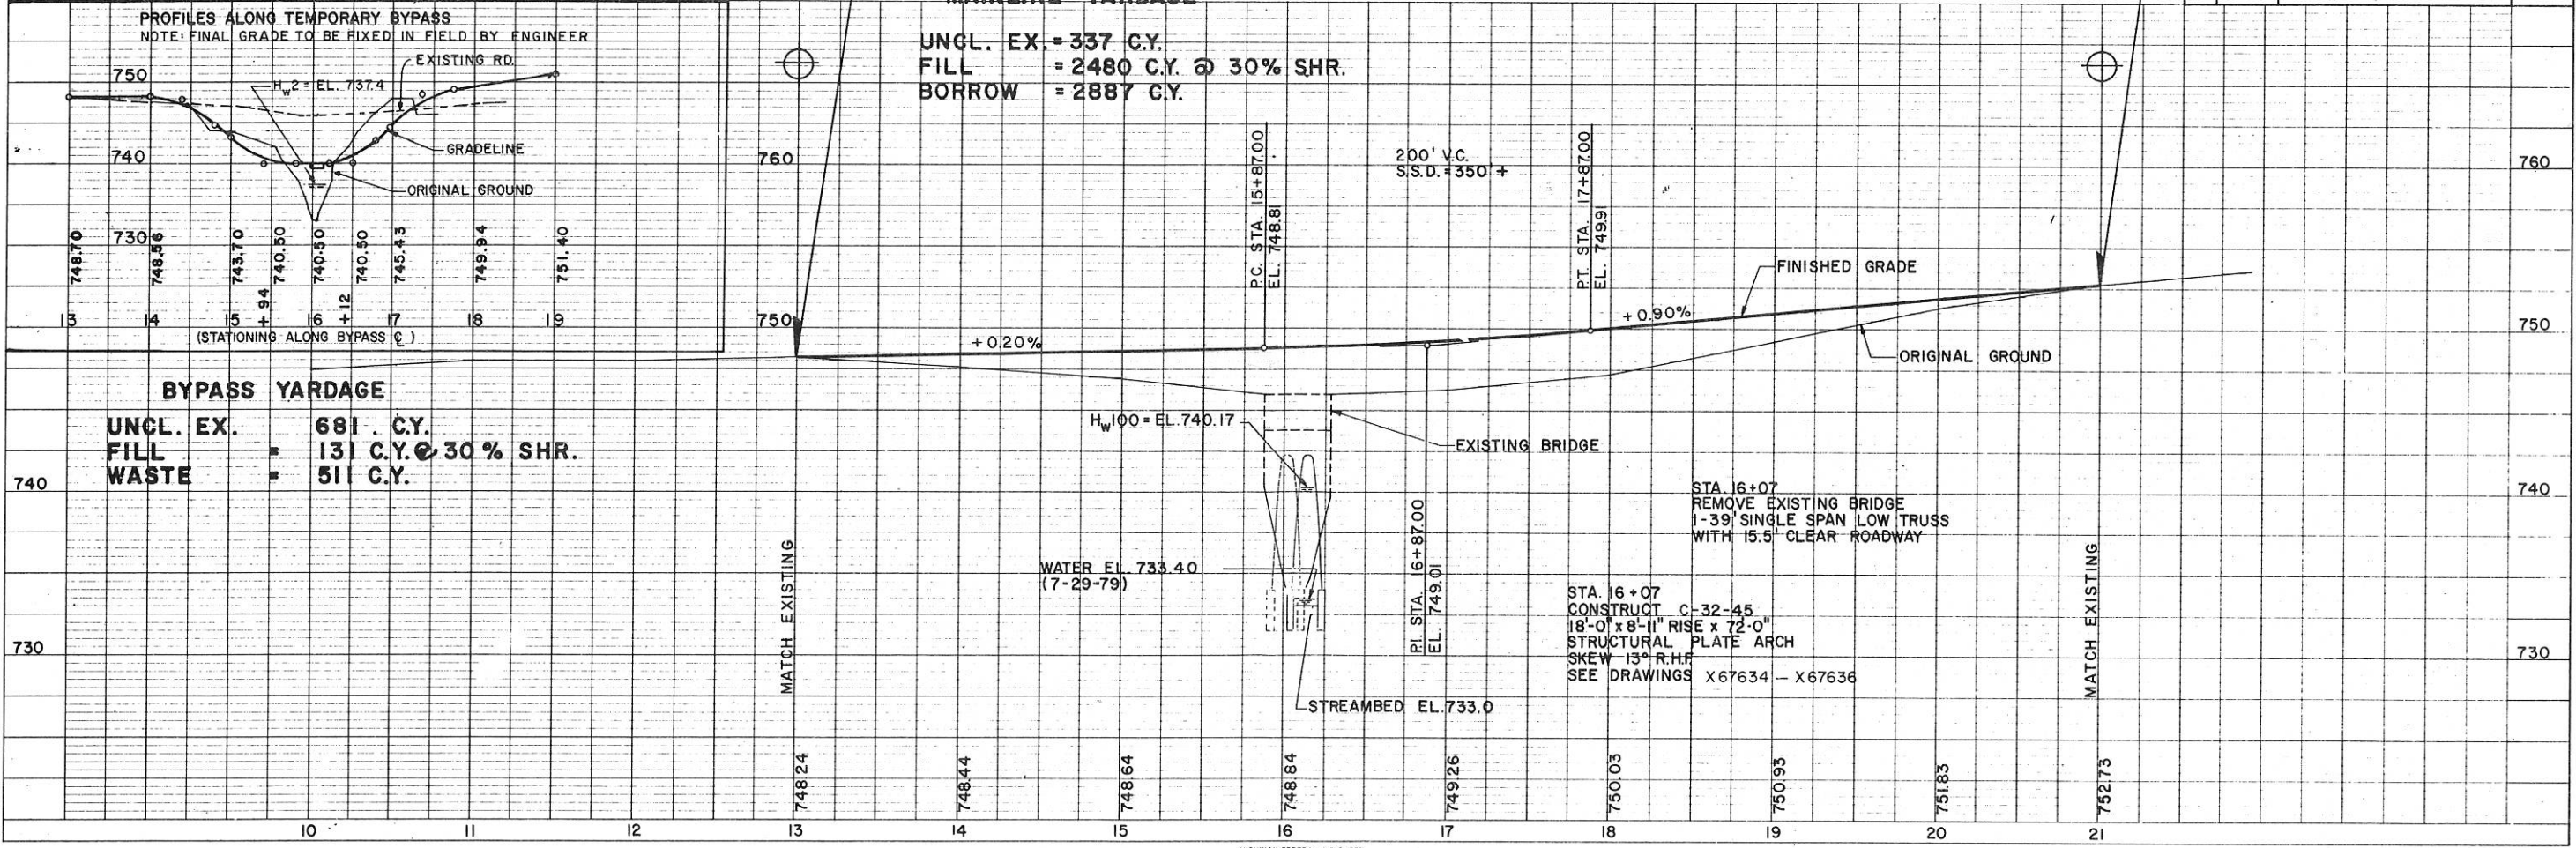 PROFILES ALONG TEMPORARY BYPASS
NOTE: FINAL GRADE TO BE FIXED IN FIELD BY ENGINEER
EXISTING RD.
750
Hw2 = EL. 737.4
740
GRADELINE
ORIGINAL GROUND
730
748.70
748.56
743.70
740.50
740.50
740.50
745.43
749.94
751.40
13 14 15 +94 16 +12 17 18 19
(STATIONING ALONG BYPASS ℄)
BYPASS YARDAGE
UNCL. EX. 681. C.Y.
FILL = 131 C.Y. @ 30% SHR.
WASTE = 511 C.Y.
MAINLINE YARDAGE
UNCL. EX. = 337 C.Y.
FILL = 2480 C.Y. @ 30% SHR.
BORROW = 2887 C.Y.
760
760
P.C. STA. 15+87.00
EL. 748.81
200' V.C.
S.S.D. = 350' +
P.T. STA. 17+87.00
EL. 749.91
FINISHED GRADE
750
750
+0.20%
+0.90%
ORIGINAL GROUND
Hw100 = EL. 740.17
EXISTING BRIDGE
740
740
STA. 16+07
REMOVE EXISTING BRIDGE
1-39' SINGLE SPAN LOW TRUSS
WITH 15.5' CLEAR ROADWAY
MATCH EXISTING
WATER EL. 733.40
(7-29-79)
P.I. STA. 16+87.00
EL. 749.01
STA. 16+07
CONSTRUCT C-32-45
18'-0" x 8'-11" RISE x 72'-0"
STRUCTURAL PLATE ARCH
SKEW 13° R.H.F.
SEE DRAWINGS X67634 - X67636
MATCH EXISTING
730
730
STREAMBED EL. 733.0
748.24
748.44
748.64
748.84
749.26
750.03
750.93
751.83
752.73
10 11 12 13 14 15 16 17 18 19 20 21